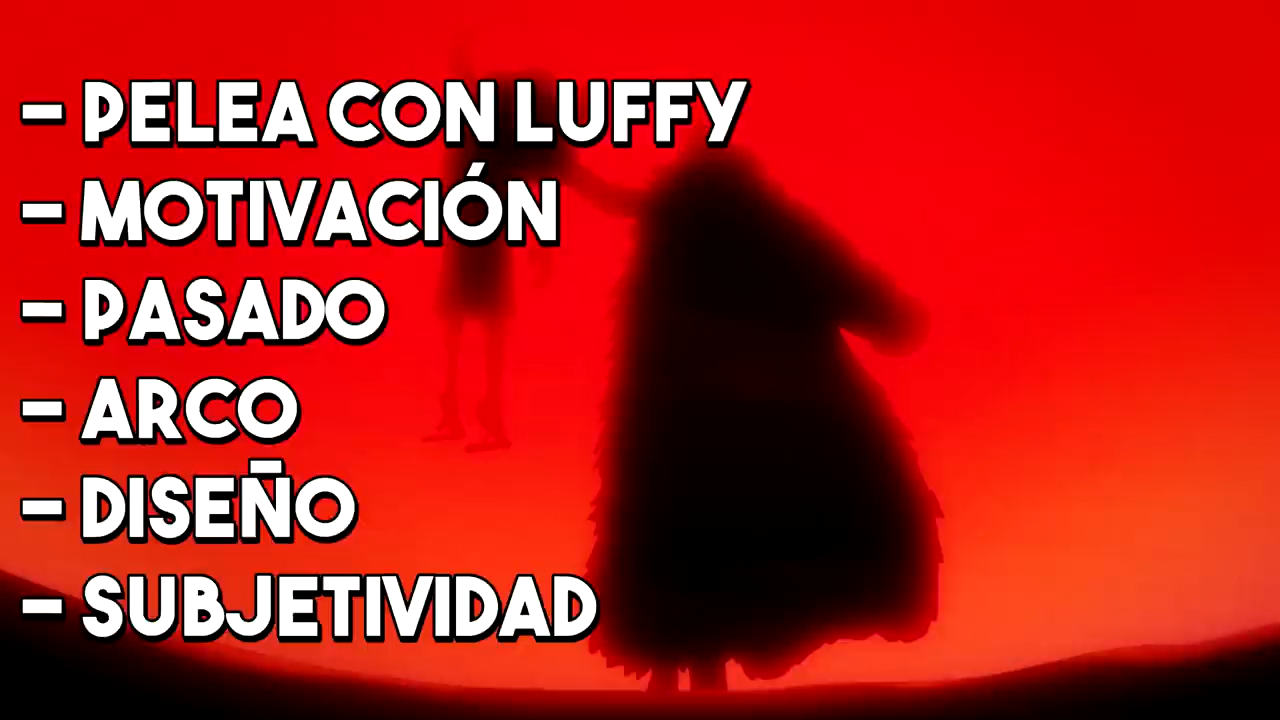 - PELEA CON LUFFY
- MOTIVACIÓN
- PASADO
- ARCO
- DISEÑO
- SUBJETIVIDAD